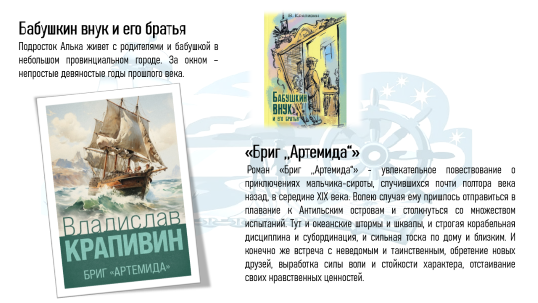 Бабушкин внук и его братья
Подросток Алька живет с родителями и бабушкой в
небольшом провинциальном городе. За окном –
непростые девяностые годы прошлого века.
БАБУШКИН
ВНУК
И ЕГО БРАТЬЯ
Владислав
КРАПИВИН
БРИГ «АРТЕМИДА»
«Бриг „Артемида“»
Роман «Бриг „Артемида“» - увлекательное повествование о
приключениях мальчика-сироты, случившихся почти полтора века
назад, в середине XIX века. Волею случая ему пришлось отправиться в
плавание к Антильским островам и столкнуться со множеством
испытаний. Тут и океанские штормы и шквалы, и строгая корабельная
дисциплина и субординация, и сильная тоска по дому и близким. И
конечно же встреча с неведомым и таинственным, обретение новых
друзей, выработка силы воли и стойкости характера, отстаивание
своих нравственных ценностей.